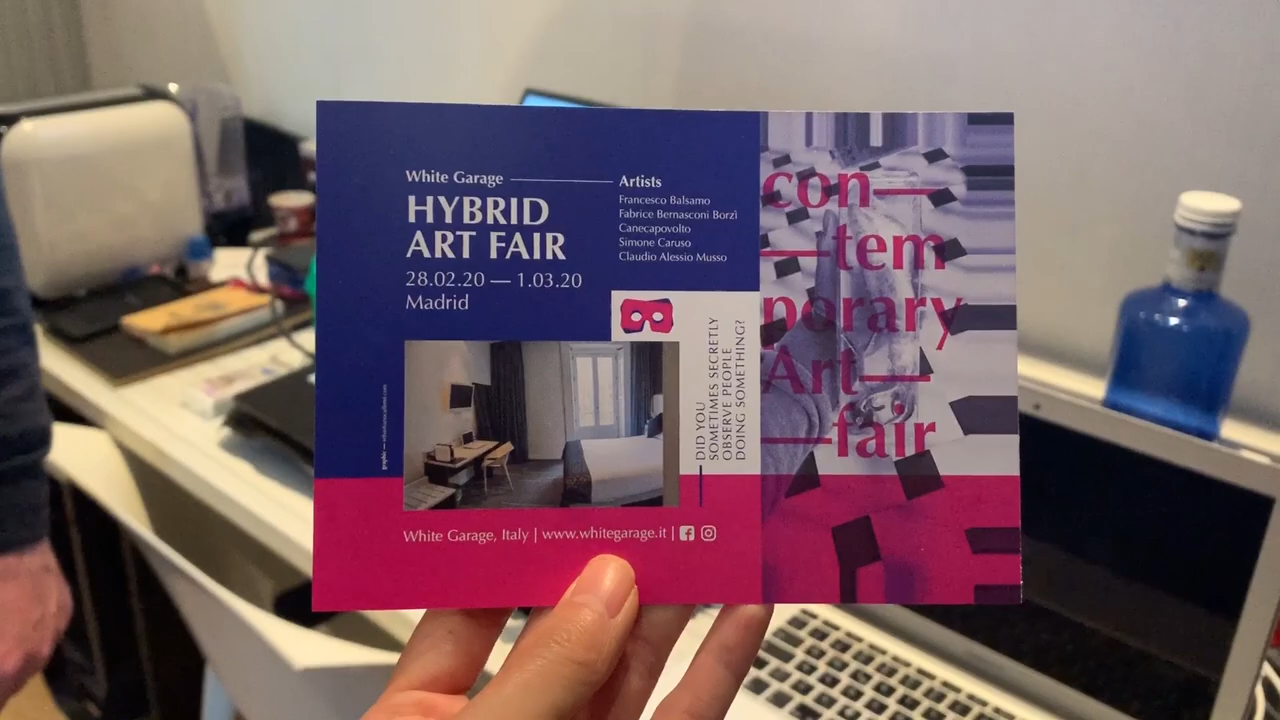 White Garage
HYBRID
ART FAIR
28.02.20 — 1.03.20
Madrid
Artists
Francesco Balsamo
Fabrice Bernasconi Borzì
Canecapovolto
Simone Caruso
Claudio Alessio Musso
DID YOU
SOMETIMES SECRETLY
OBSERVE PEOPLE
DOING SOMETHING?
White Garage, Italy | www.whitegarage.it |
con—
—tem
porary
Art—
—fair